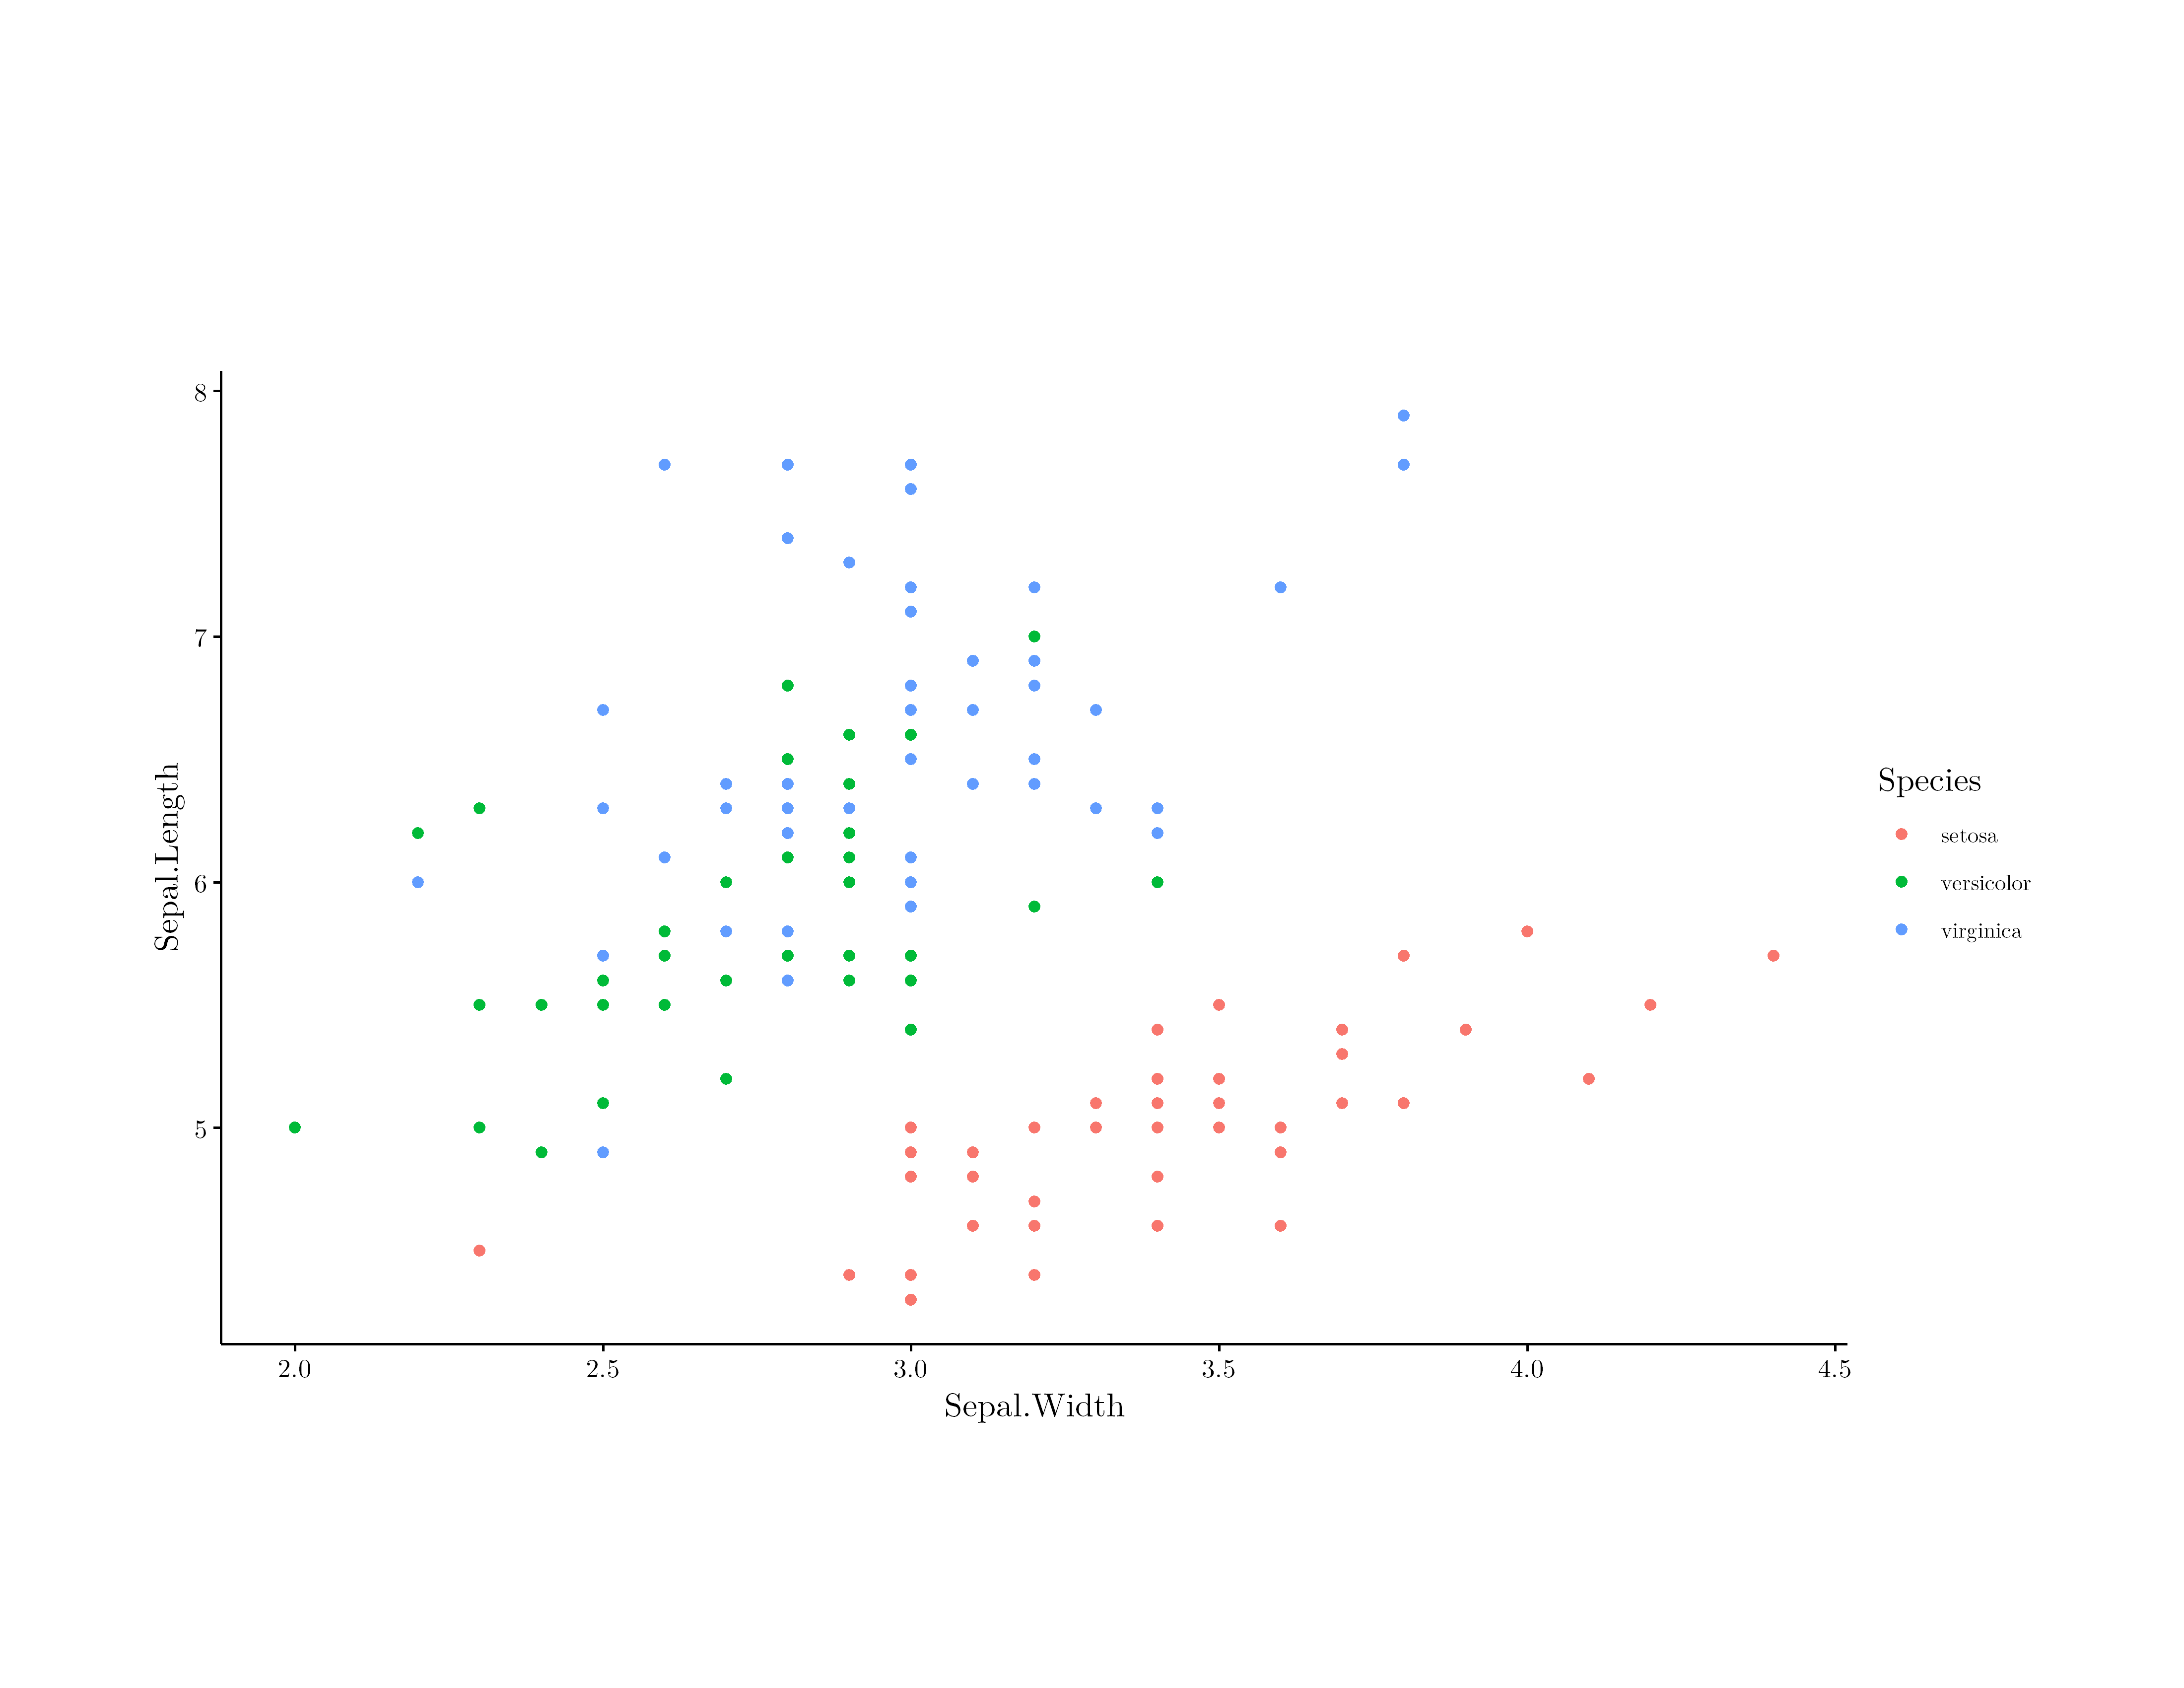 8
7
6
5
Sepal.Length
2.0 2.5 3.0 3.5 4.0 4.5
Sepal.Width
Species
setosa
versicolor
virginica